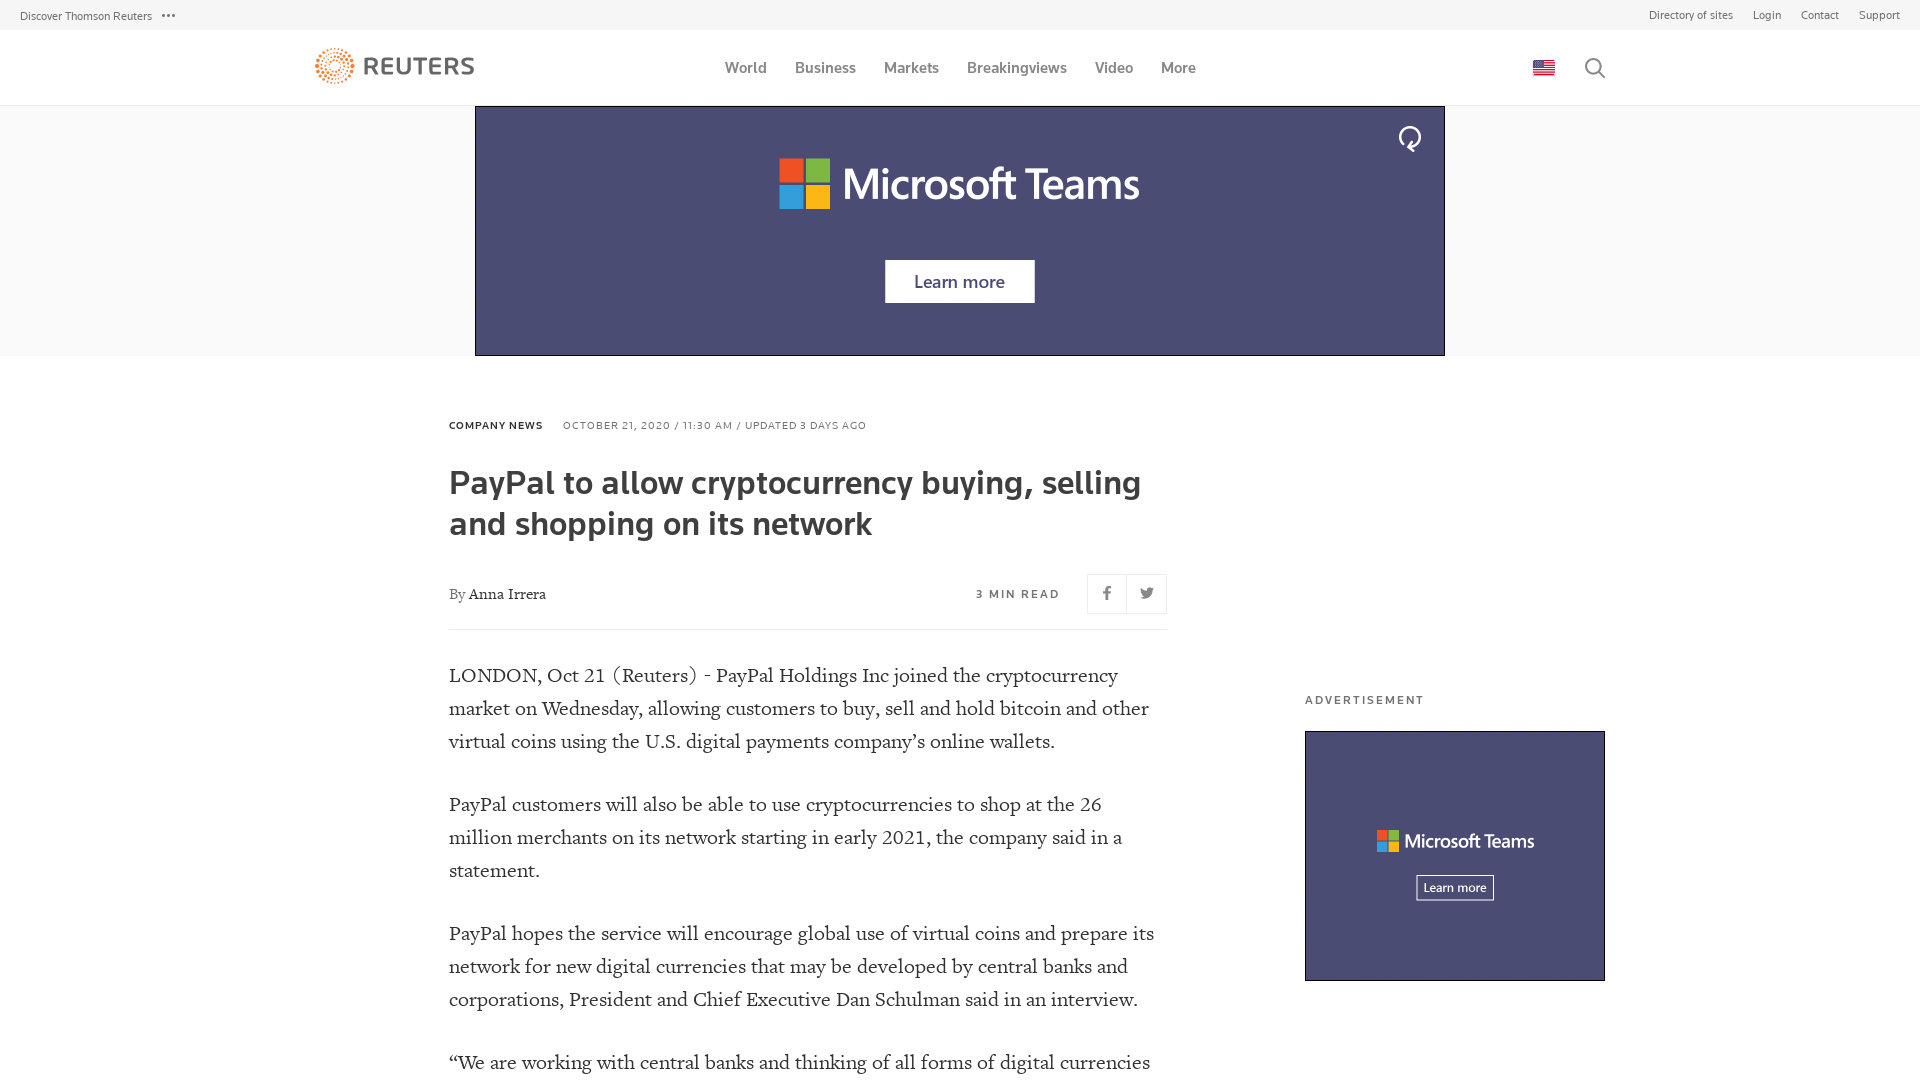 Discover Thomson Reuters
Directory of sites Login Contact Support
REUTERS
World Business Markets Breakingviews Video More
Microsoft Teams
Learn more
COMPANY NEWS OCTOBER 21, 2020 / 11:30 AM / UPDATED 3 DAYS AGO
PayPal to allow cryptocurrency buying, selling
and shopping on its network
By Anna Irrera
3 MIN READ
LONDON, Oct 21 (Reuters) - PayPal Holdings Inc joined the cryptocurrency
market on Wednesday, allowing customers to buy, sell and hold bitcoin and other
virtual coins using the U.S. digital payments company’s online wallets.
PayPal customers will also be able to use cryptocurrencies to shop at the 26
million merchants on its network starting in early 2021, the company said in a
statement.
PayPal hopes the service will encourage global use of virtual coins and prepare its
network for new digital currencies that may be developed by central banks and
corporations, President and Chief Executive Dan Schulman said in an interview.
“We are working with central banks and thinking of all forms of digital currencies
ADVERTISEMENT
Microsoft Teams
Learn more